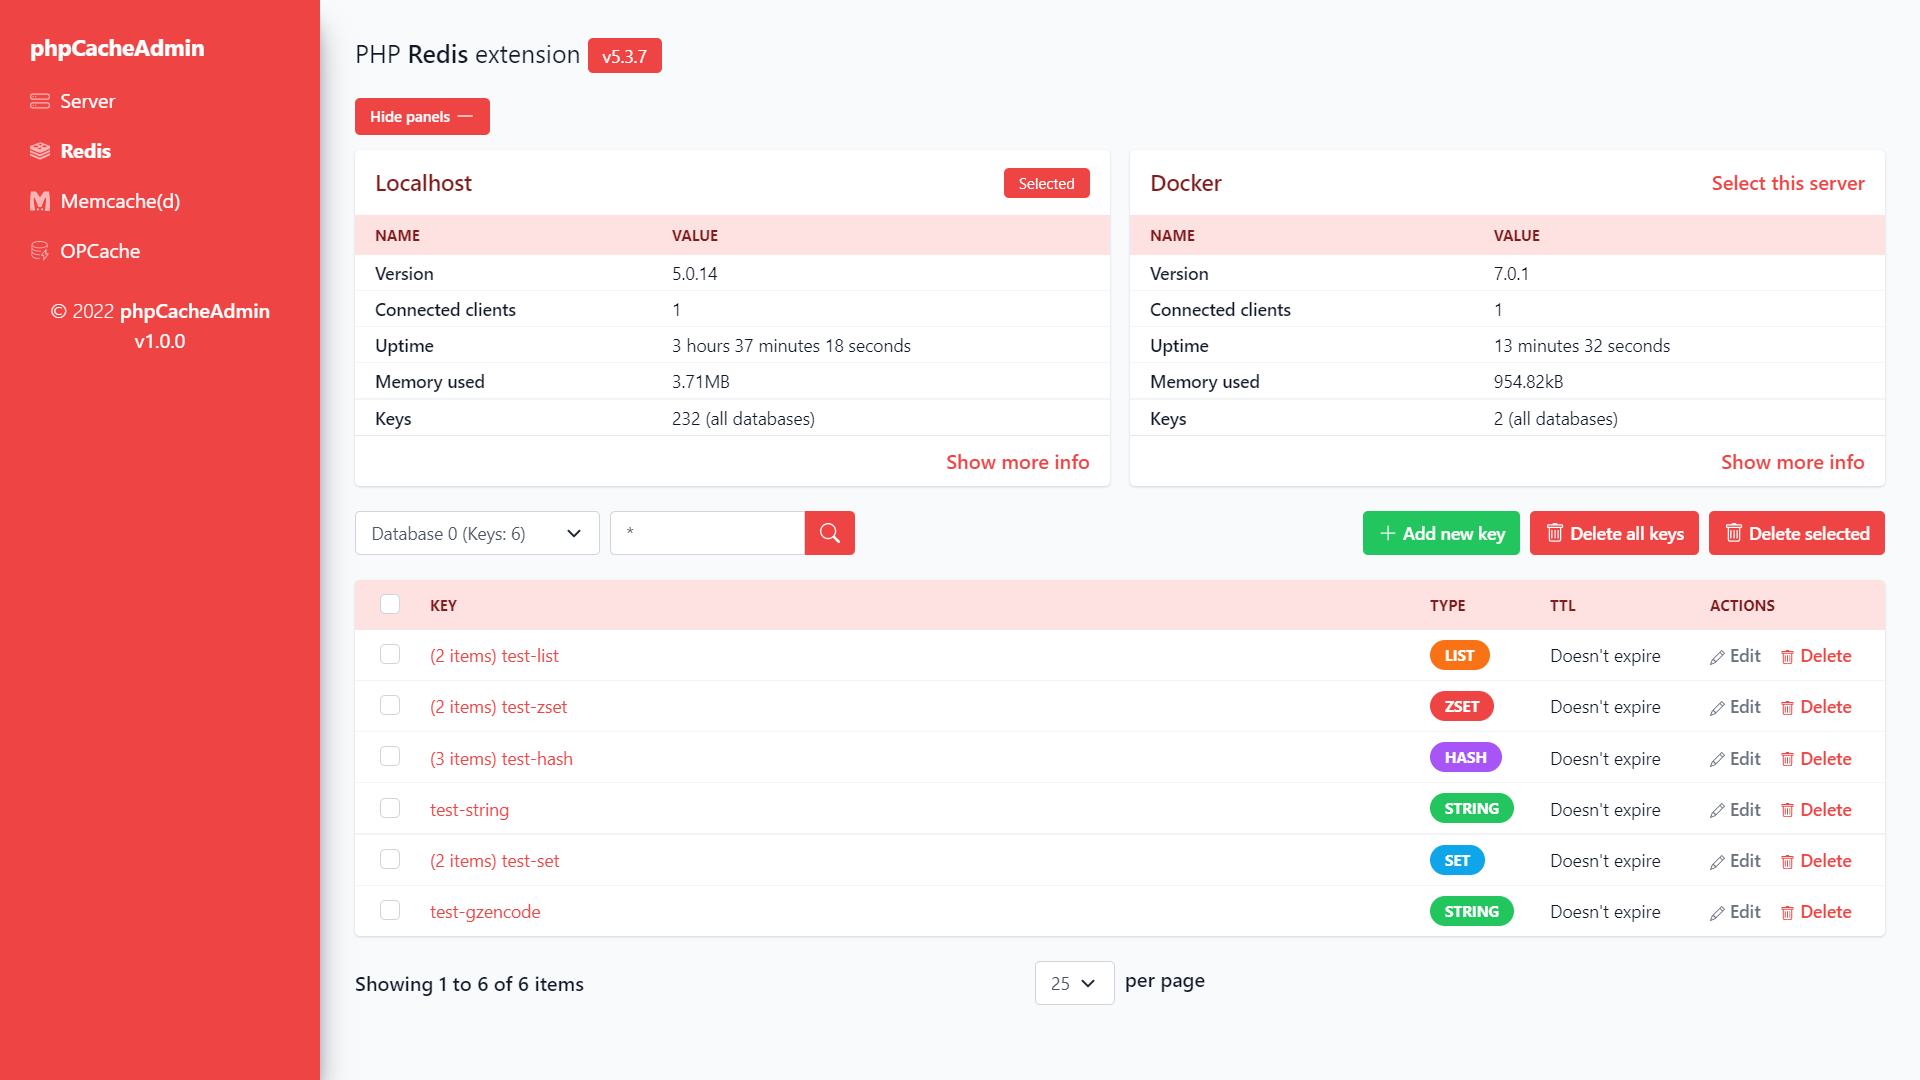 phpCacheAdmin
Server
Redis
Memcache(d)
OPCache
© 2022 phpCacheAdmin
v1.0.0
PHP Redis extension v5.3.7
Hide panels
Localhost Selected
NAME VALUE
Version 5.0.14
Connected clients 1
Uptime 3 hours 37 minutes 18 seconds
Memory used 3.71MB
Keys 232 (all databases)
Show more info
Docker Select this server
NAME VALUE
Version 7.0.1
Connected clients 1
Uptime 13 minutes 32 seconds
Memory used 954.82kB
Keys 2 (all databases)
Show more info
Database 0 (Keys: 6) * Add new key Delete all keys Delete selected
KEY TYPE TTL ACTIONS
(2 items) test-list LIST Doesn't expire Edit Delete
(2 items) test-zset ZSET Doesn't expire Edit Delete
(3 items) test-hash HASH Doesn't expire Edit Delete
test-string STRING Doesn't expire Edit Delete
(2 items) test-set SET Doesn't expire Edit Delete
test-gzencode STRING Doesn't expire Edit Delete
Showing 1 to 6 of 6 items 25 per page